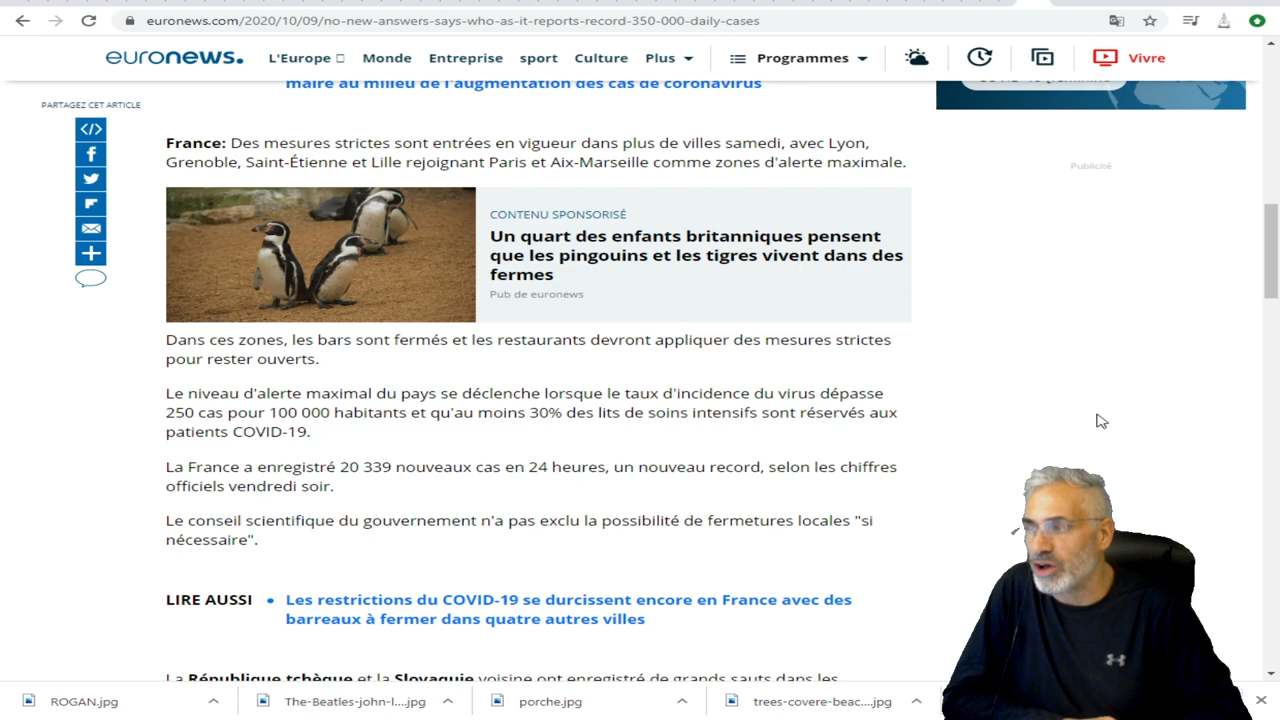 euronews.com/2020/10/09/no-new-answers-says-who-as-it-reports-record-350-000-daily-cases
euronews. L'Europe Monde Entreprise sport Culture Plus Programmes Vivre
maire au milieu de l'augmentation des cas de coronavirus
PARTAGEZ CET ARTICLE
France: Des mesures strictes sont entrées en vigueur dans plus de villes samedi, avec Lyon,
Grenoble, Saint-Étienne et Lille rejoignant Paris et Aix-Marseille comme zones d'alerte maximale.
Publicité
CONTENU SPONSORISÉ
Un quart des enfants britanniques pensent
que les pingouins et les tigres vivent dans des
fermes
Pub de euronews
Dans ces zones, les bars sont fermés et les restaurants devront appliquer des mesures strictes
pour rester ouverts.
Le niveau d'alerte maximal du pays se déclenche lorsque le taux d'incidence du virus dépasse
250 cas pour 100 000 habitants et qu'au moins 30% des lits de soins intensifs sont réservés aux
patients COVID-19.
La France a enregistré 20 339 nouveaux cas en 24 heures, un nouveau record, selon les chiffres
officiels vendredi soir.
Le conseil scientifique du gouvernement n'a pas exclu la possibilité de fermetures locales "si
nécessaire".
LIRE AUSSI • Les restrictions du COVID-19 se durcissent encore en France avec des
barreaux à fermer dans quatre autres villes
La République tchèque et la Slovaquie voisine ont enregistré de grands sauts dans les
ROGAN.jpg The-Beatles-john-l....jpg porche.jpg trees-covere-beac....jpg